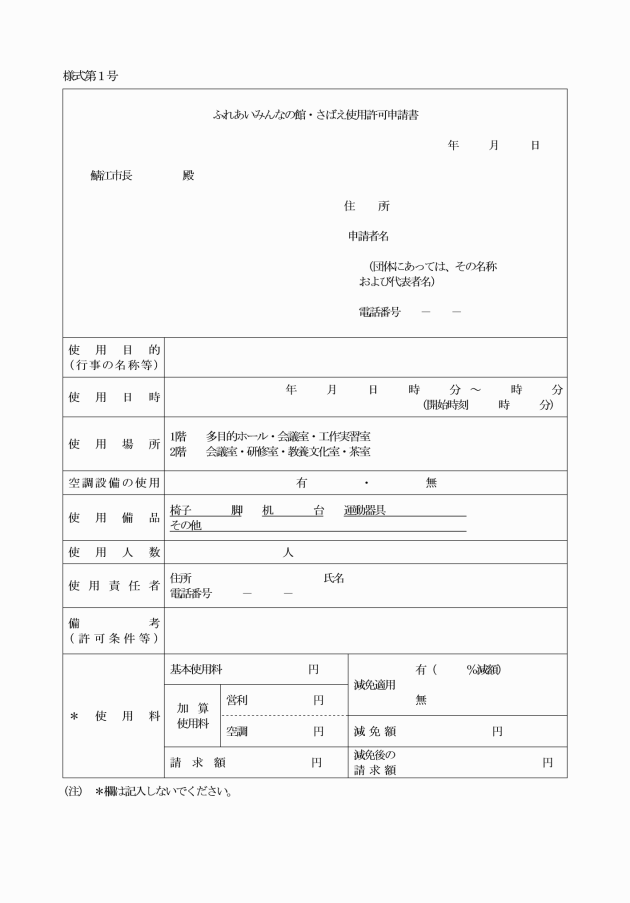 様式第１号
ふれあいみんなの館・さばえ使用許可申請書
年　　月　　日
鯖江市長　　　　殿
住　所
申請者名
（団体にあっては、その名称
および代表者名）
電話番号　－　－
使用目的
（行事の名称等）
使用日時
年　　月　　日　　時　　分　～　　時　　分
（開始時刻　　時　　分）
使用場所
1階　多目的ホール・会議室・工作実習室
2階　会議室・研修室・教養文化室・茶室
空調設備の使用
有　・　無
使用備品
椅子　　　脚　机　　　台　運動器具
その他
使用人数
人
使用責任者
住所　　　　　　　　氏名
電話番号　　－　　－
備考
（許可条件等）
＊使用料
基本使用料　　　円
加算
使用料
営利　　　円
空調　　　円
請求額　　　円
減免適用
有（　　％減額）
無
減免額　　　円
減免後の
請求額　　　円
（注）　＊欄は記入しないでください。